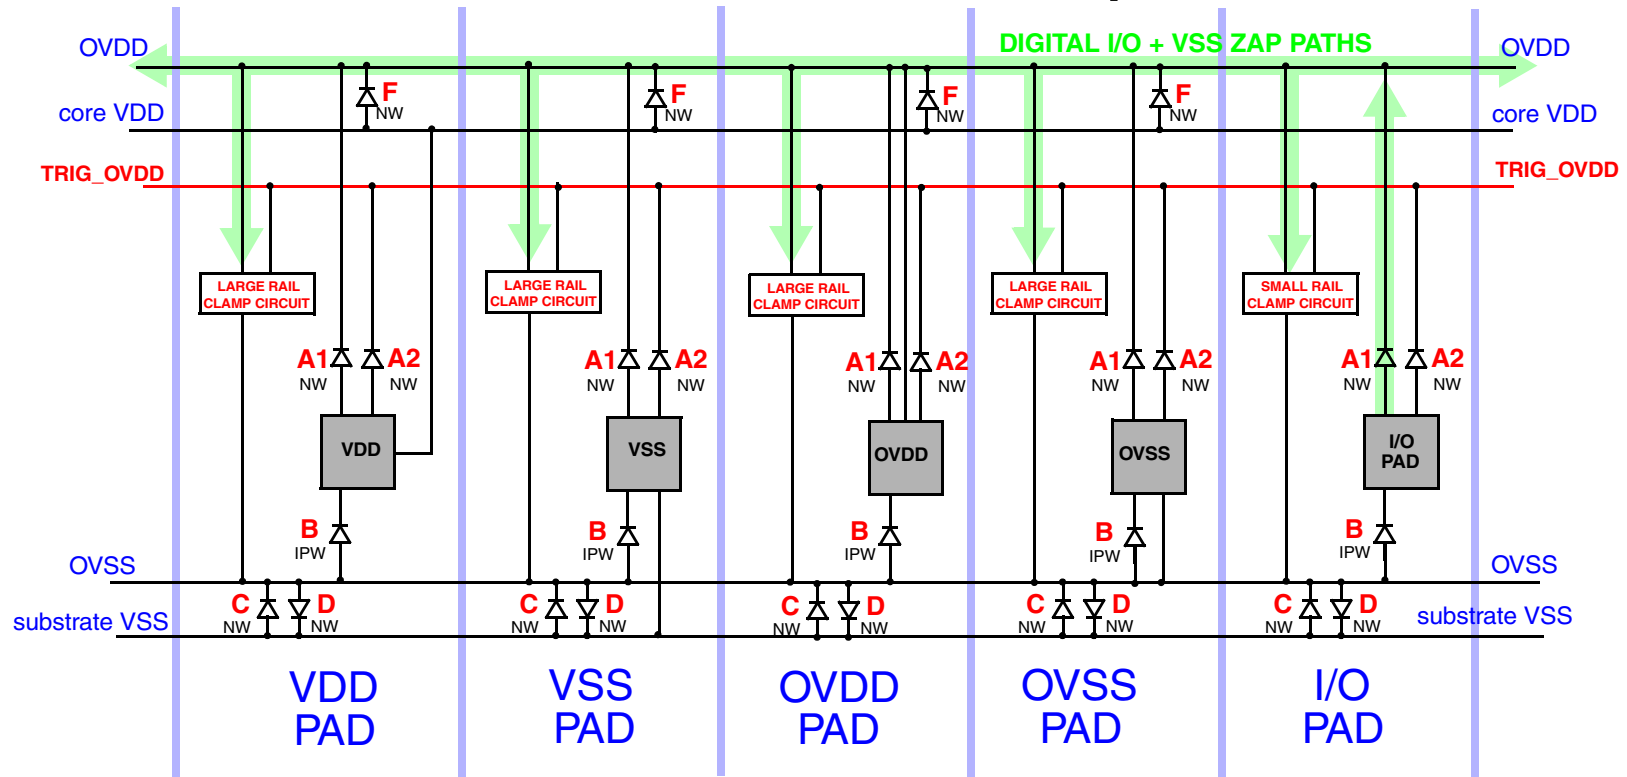 DIGITAL I/O + VSS ZAP PATHS
OVDD
OVDD
core VDD
core VDD
TRIG_OVDD
TRIG_OVDD
F
NW
F
NW
F
NW
F
NW
LARGE RAIL
CLAMP CIRCUIT
LARGE RAIL
CLAMP CIRCUIT
LARGE RAIL
CLAMP CIRCUIT
LARGE RAIL
CLAMP CIRCUIT
SMALL RAIL
CLAMP CIRCUIT
A1
NW
A2
NW
A1
NW
A2
NW
A1
NW
A2
NW
A1
NW
A2
NW
A1
NW
A2
NW
VDD
VSS
OVDD
OVSS
I/O
PAD
B
IPW
B
IPW
B
IPW
B
IPW
B
IPW
OVSS
OVSS
C
NW
D
NW
C
NW
D
NW
C
NW
D
NW
C
NW
D
NW
C
NW
D
NW
substrate VSS
substrate VSS
VDD
PAD
VSS
PAD
OVDD
PAD
OVSS
PAD
I/O
PAD